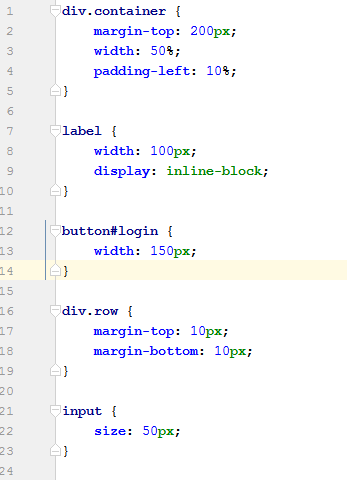 1 div.container {
2     margin-top: 200px;
3     width: 50%;
4     padding-left: 10%;
5 }
6
7 label {
8     width: 100px;
9     display: inline-block;
10 }
11
12 button#login {
13     width: 150px;
14 }
15
16 div.row {
17     margin-top: 10px;
18     margin-bottom: 10px;
19 }
20
21 input {
22     size: 50px;
23 }
24